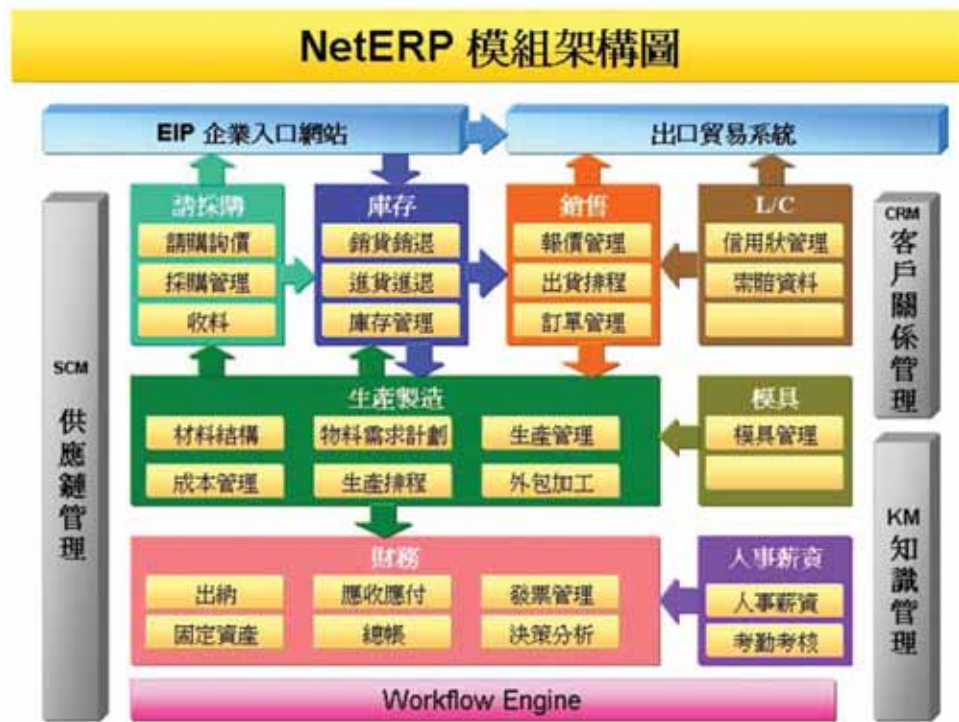 NetERP 模組架構圖
EIP 企業入口網站
出口貿易系統
SCM
供應鏈管理
請採購
請購詢價
採購管理
收料
庫存
銷貨銷退
進貨進退
庫存管理
銷售
報價管理
出貨排程
訂單管理
L/C
信用狀管理
索賠資料
CRM
客戶關係管理
生產製造
材料結構
物料需求計劃
生產管理
成本管理
生產排程
外包加工
模具
模具管理
KM
知識管理
財務
出納
應收應付
發票管理
固定資產
總帳
決策分析
人事薪資
人事薪資
考勤考核
Workflow Engine